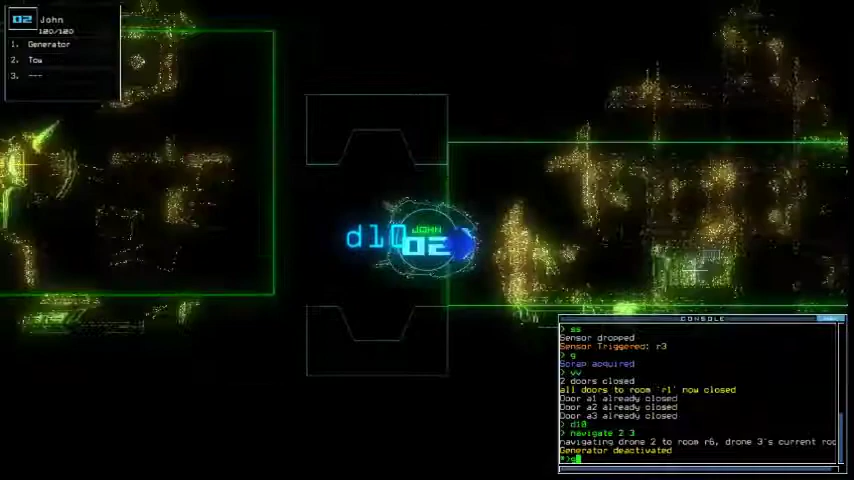 02 John
120/120
1. Generator
2. Tow
3. ---
d10
JOHN
02
CONSOLE
> ss
Sensor dropped
Sensor Triggered: r3
> g
Scrap acquired
> vv
2 doors closed
all doors to room 'r1' now closed
Door a1 already closed
Door a2 already closed
Door a3 already closed
> d10
> navigate 2 3
navigating drone 2 to room r6, drone 3's current roo
Generator deactivated
>g